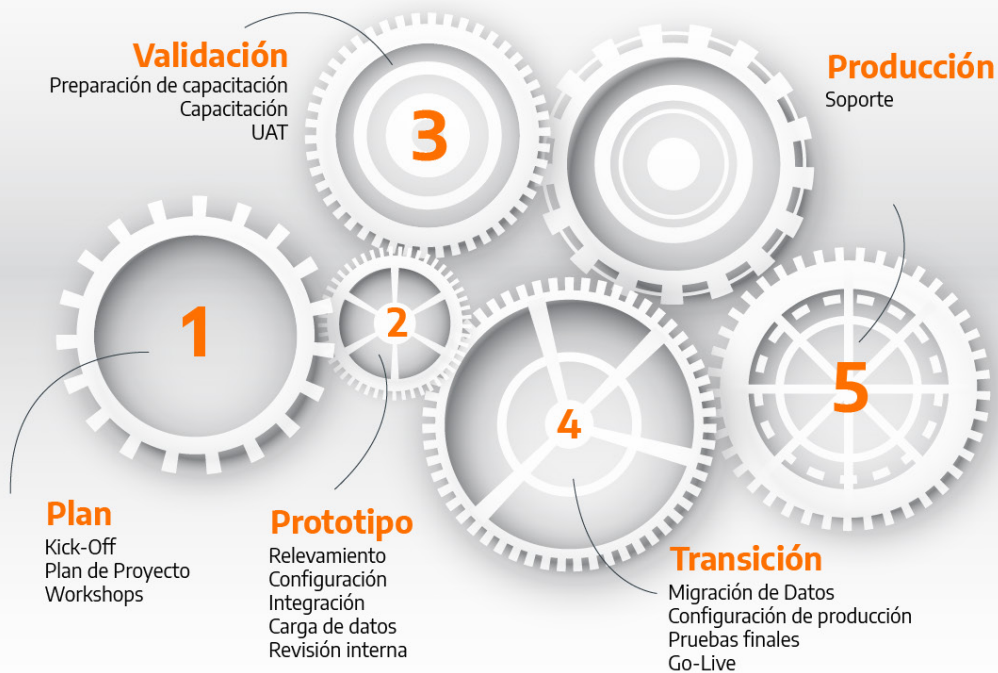 Validación
Preparación de capacitación
Capacitación
UAT
3
Producción
Soporte
1
2
4
5
Plan
Kick-Off
Plan de Proyecto
Workshops
Prototipo
Relevamiento
Configuración
Integración
Carga de datos
Revisión interna
Transición
Migración de Datos
Configuración de producción
Pruebas finales
Go-Live